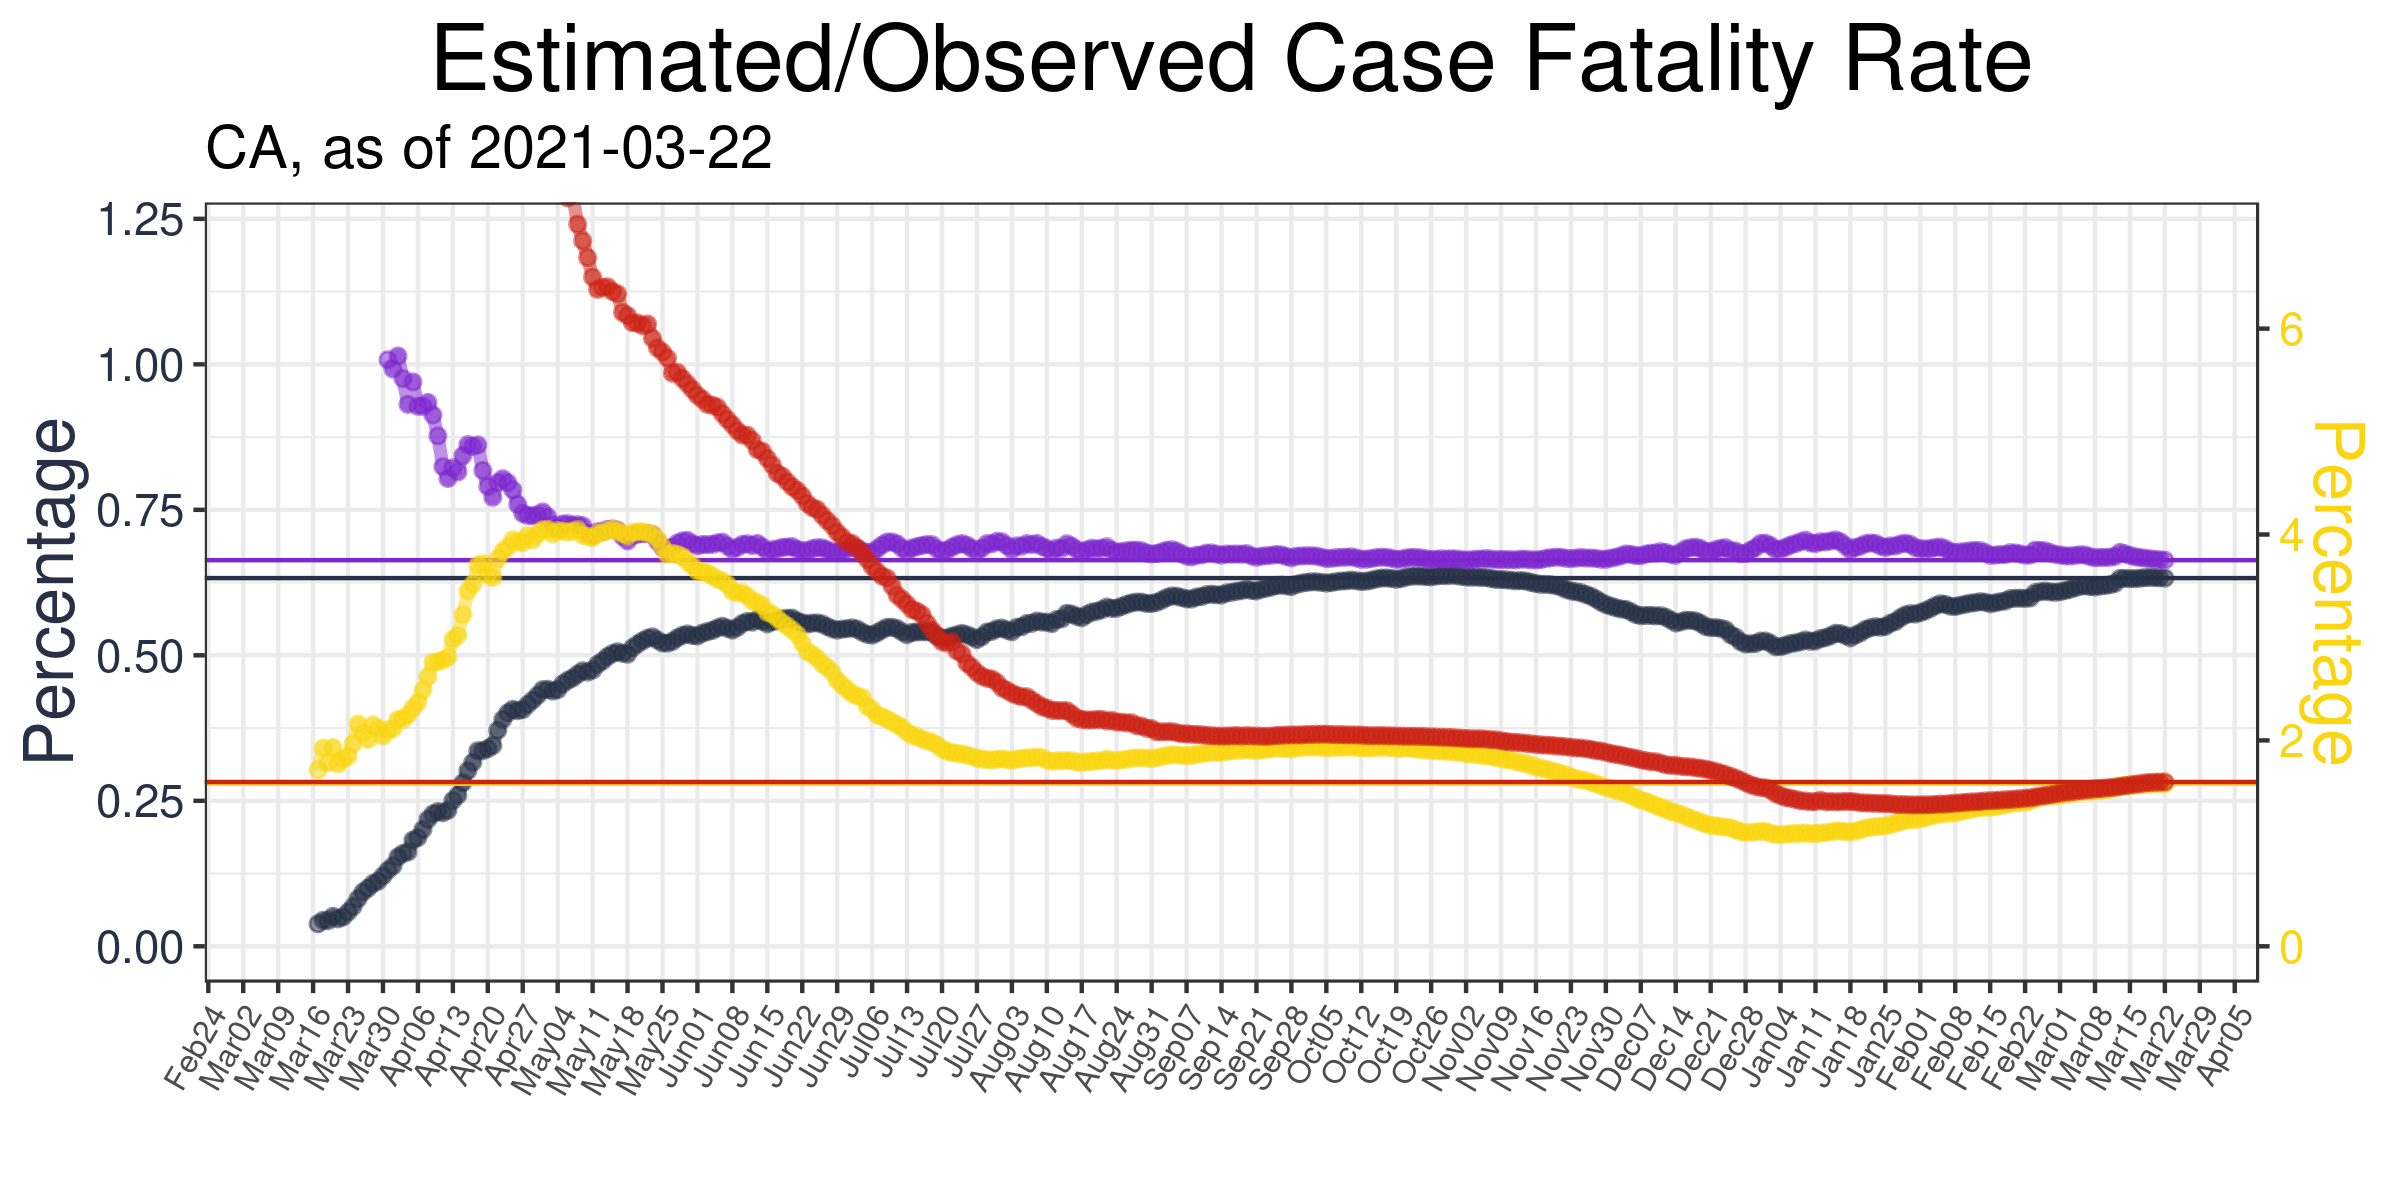 Estimated/Observed Case Fatality Rate
CA, as of 2021-03-22
Percentage
1.25
1.00
0.75
0.50
0.25
0.00
6
4
2
0
Percentage
Feb24
Mar02
Mar09
Mar16
Mar23
Mar30
Apr06
Apr13
Apr20
Apr27
May04
May11
May18
May25
Jun01
Jun08
Jun15
Jun22
Jun29
Jul06
Jul13
Jul20
Jul27
Aug03
Aug10
Aug17
Aug24
Aug31
Sep07
Sep14
Sep21
Sep28
Oct05
Oct12
Oct19
Oct26
Nov02
Nov09
Nov16
Nov23
Nov30
Dec07
Dec14
Dec21
Dec28
Jan04
Jan11
Jan18
Jan25
Feb01
Feb08
Feb15
Feb22
Mar01
Mar08
Mar15
Mar22
Mar29
Apr05